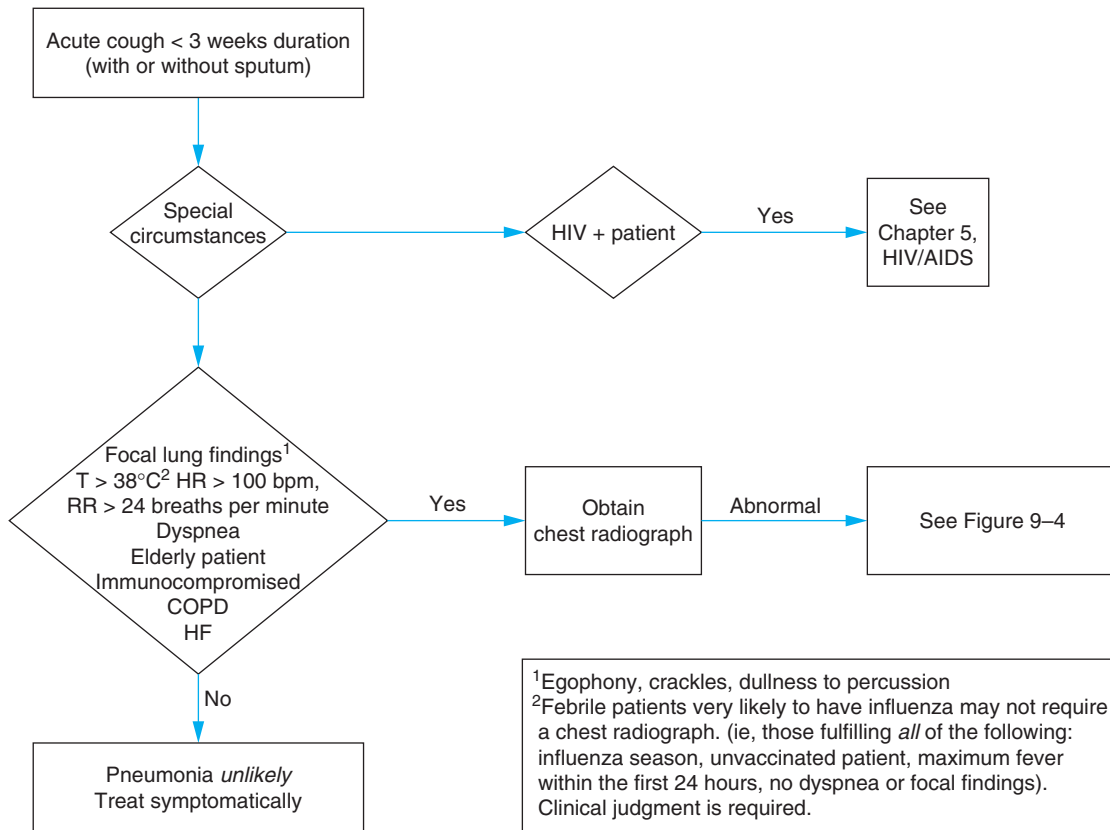 Acute cough < 3 weeks duration
(with or without sputum)
Special
circumstances
HIV + patient
Yes
See
Chapter 5,
HIV/AIDS
Focal lung findings¹
T > 38°C² HR > 100 bpm,
RR > 24 breaths per minute
Dyspnea
Elderly patient
Immunocompromised
COPD
HF
Yes
Obtain
chest radiograph
Abnormal
See Figure 9–4
No
Pneumonia unlikely
Treat symptomatically
¹Egophony, crackles, dullness to percussion
²Febrile patients very likely to have influenza may not require
a chest radiograph. (ie, those fulfilling all of the following:
influenza season, unvaccinated patient, maximum fever
within the first 24 hours, no dyspnea or focal findings).
Clinical judgment is required.